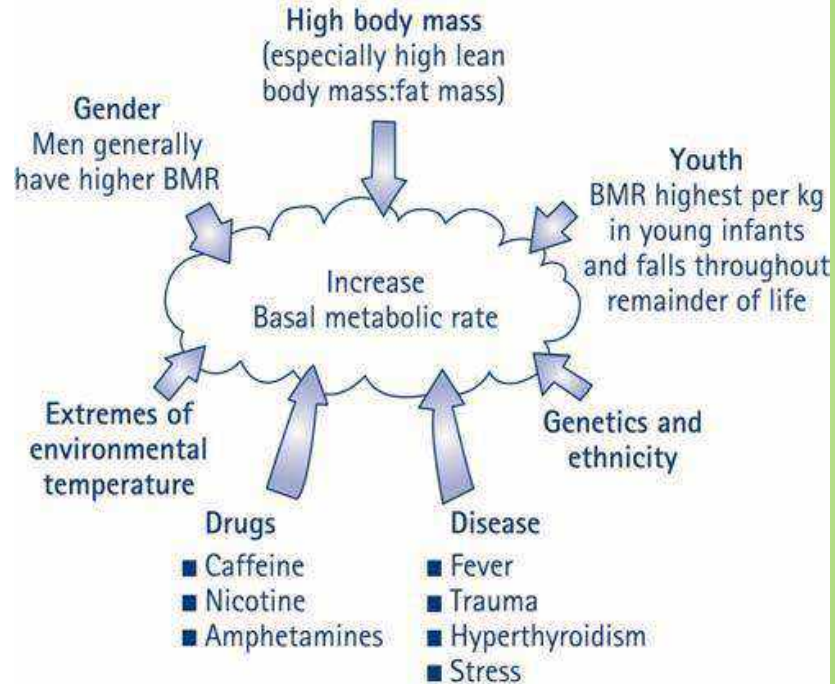 High body mass
(especially high lean
body mass:fat mass)
Gender
Men generally
have higher BMR
Youth
BMR highest per kg
in young infants
and falls throughout
remainder of life
Increase
Basal metabolic rate
Extremes of
environmental
temperature
Genetics and
ethnicity
Drugs
■ Caffeine
■ Nicotine
■ Amphetamines
Disease
■ Fever
■ Trauma
■ Hyperthyroidism
■ Stress